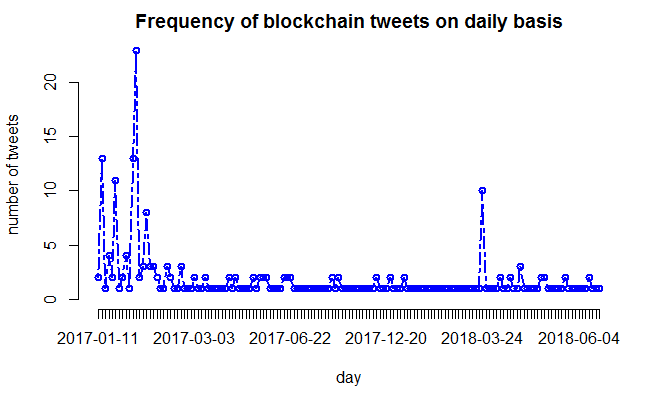 Frequency of blockchain tweets on daily basis
number of tweets
20
15
10
5
0
2017-01-11 2017-03-03 2017-06-22 2017-12-20 2018-03-24 2018-06-04
day